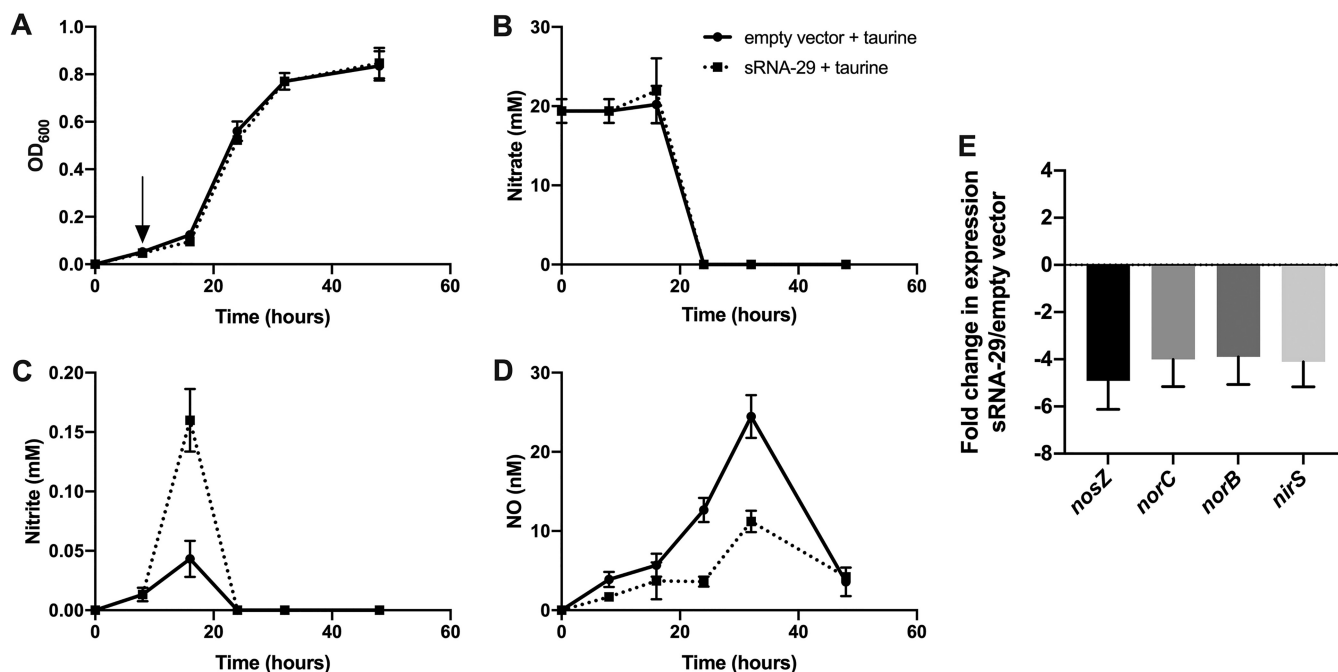 A
1.0
0.8
0.6
0.4
0.2
0.0
OD600
0 20 40 60
Time (hours)
B
30
20
10
0
Nitrate (mM)
0 20 40 60
Time (hours)
empty vector + taurine
sRNA-29 + taurine
C
0.20
0.15
0.10
0.05
0.00
Nitrite (mM)
0 20 40 60
Time (hours)
D
30
20
10
0
NO (nM)
0 20 40 60
Time (hours)
E
4
2
0
-2
-4
-6
-8
Fold change in expression
sRNA-29/empty vector
nosZ norC norB nirS